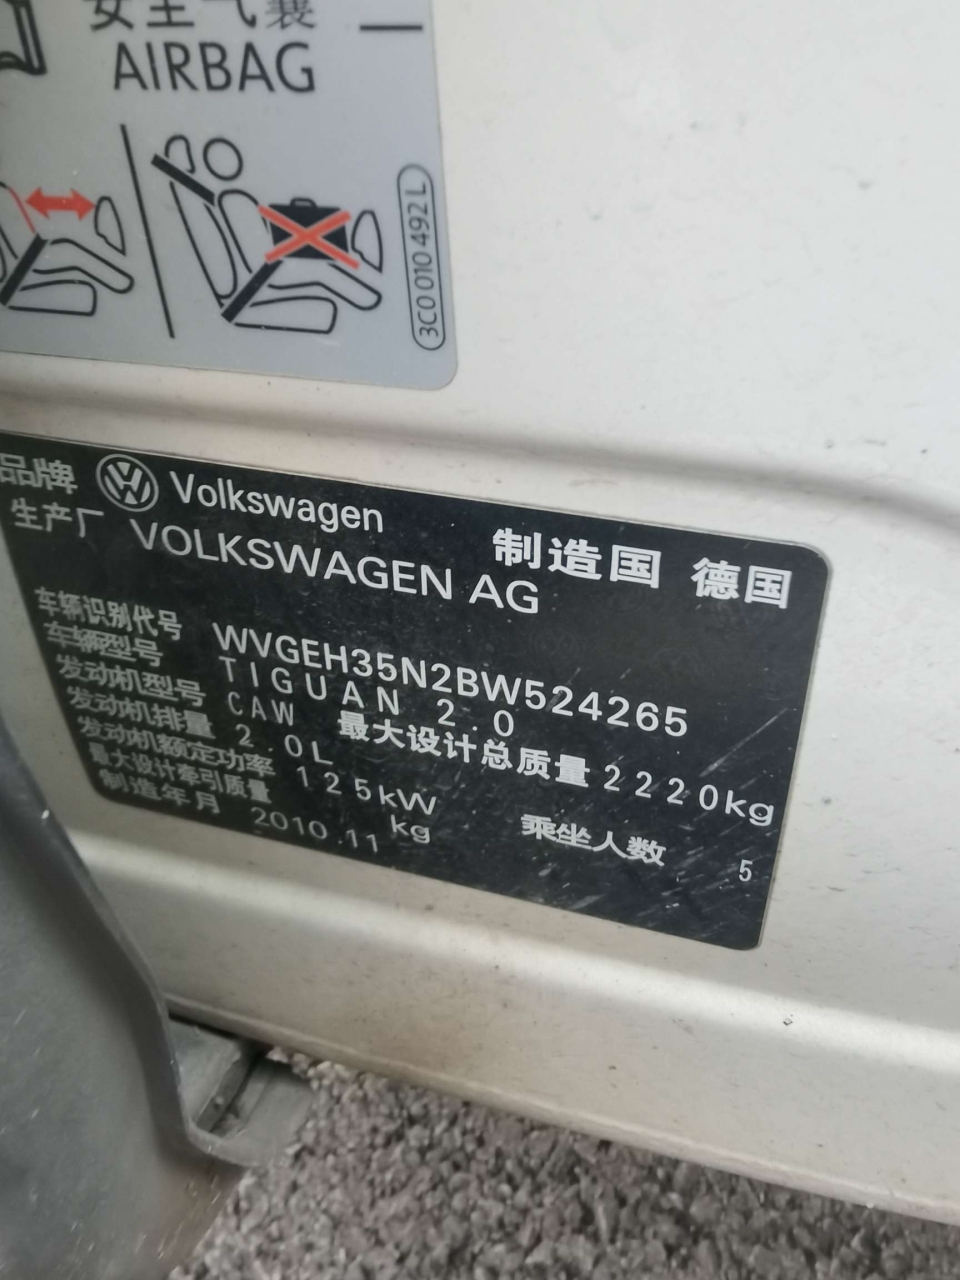 安全气囊
AIRBAG
3C0 010 492 L
品牌 Volkswagen
生产厂 VOLKSWAGEN AG 制造国 德国
车辆识别代号 WVGEH35N2BW524265
车辆型号 TIGUAN 2.0
发动机型号 CAW 最大设计总质量 2220kg
发动机排量 2.0L
发动机额定功率 125kW 乘坐人数 5
最大设计牵引质量 kg
制造年月 2010.11